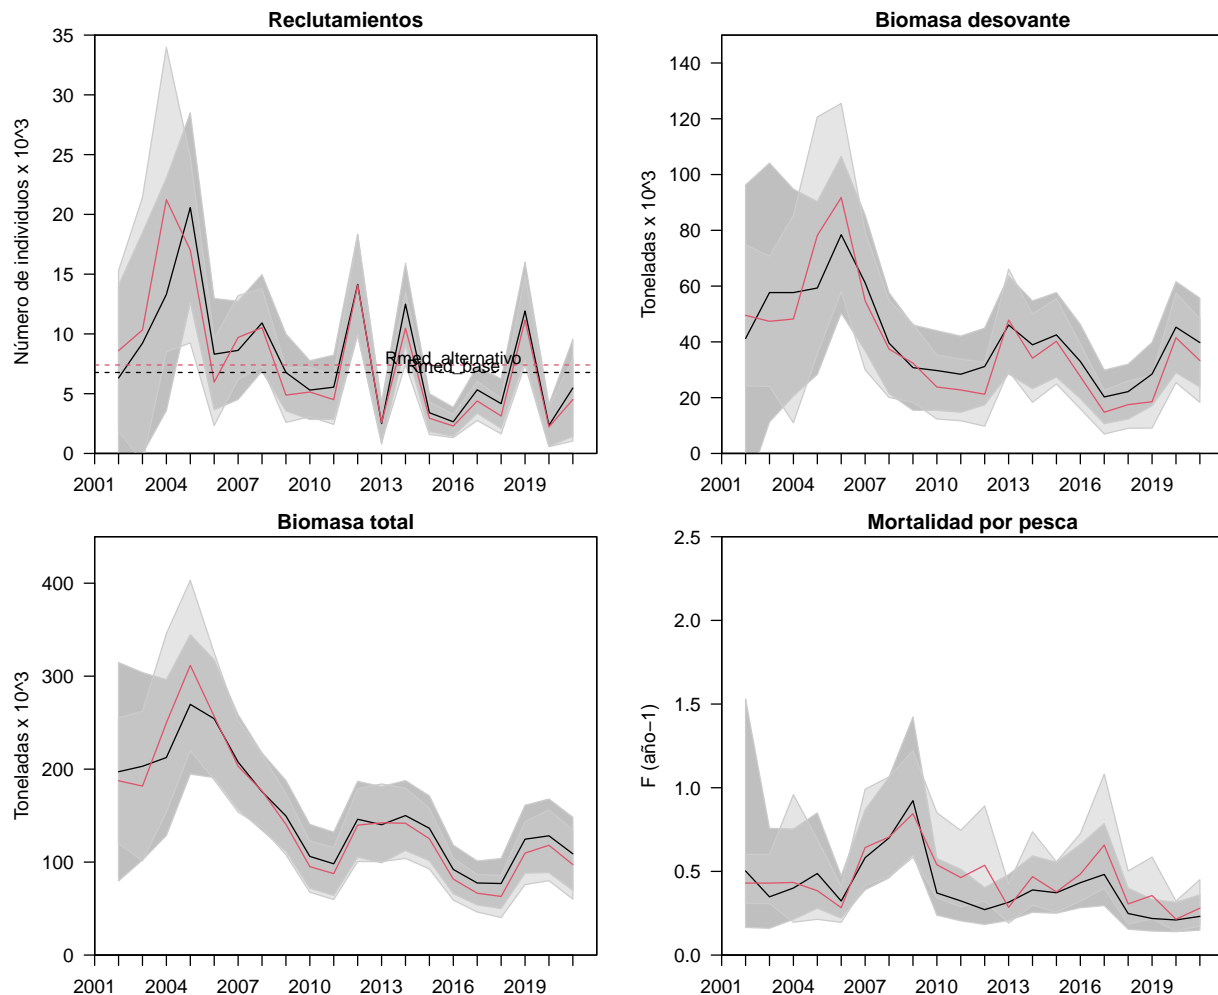 Reclutamientos
Número de individuos x 10^3
35
30
25
20
15
10
5
0
Rmed_alternativo
Rmed_base
2001 2004 2007 2010 2013 2016 2019
Biomasa desovante
Toneladas x 10^3
140
120
100
80
60
40
20
0
2001 2004 2007 2010 2013 2016 2019
Biomasa total
Toneladas x 10^3
400
300
200
100
0
2001 2004 2007 2010 2013 2016 2019
Mortalidad por pesca
F (año−1)
2.5
2.0
1.5
1.0
0.5
0.0
2001 2004 2007 2010 2013 2016 2019